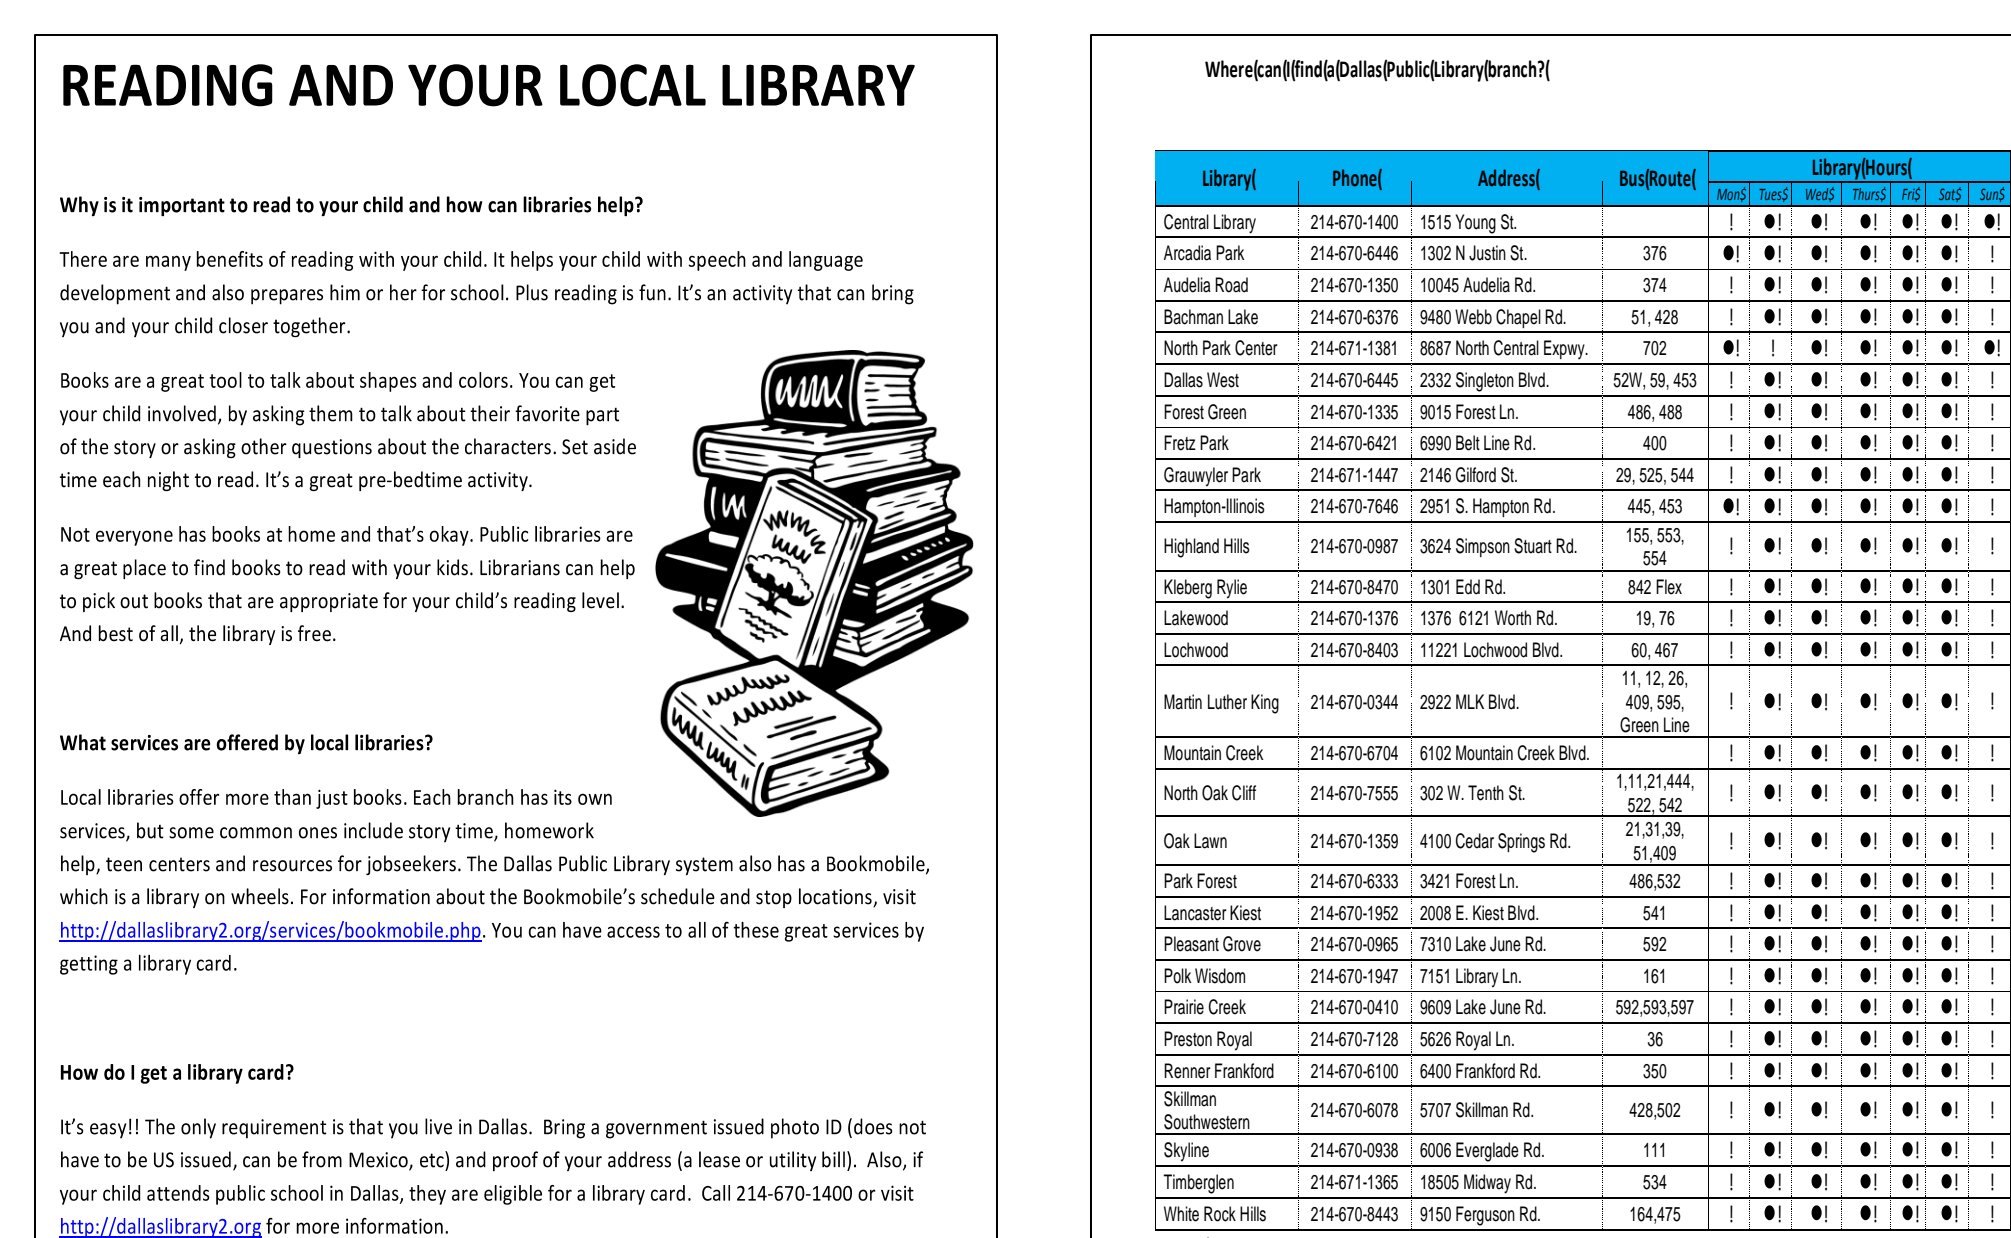 READING AND YOUR LOCAL LIBRARY
Why is it important to read to your child and how can libraries help?
There are many benefits of reading with your child. It helps your child with speech and language
development and also prepares him or her for school. Plus reading is fun. It’s an activity that can bring
you and your child closer together.
Books are a great tool to talk about shapes and colors. You can get
your child involved, by asking them to talk about their favorite part
of the story or asking other questions about the characters. Set aside
time each night to read. It’s a great pre-bedtime activity.
Not everyone has books at home and that’s okay. Public libraries are
a great place to find books to read with your kids. Librarians can help
to pick out books that are appropriate for your child’s reading level.
And best of all, the library is free.
What services are offered by local libraries?
Local libraries offer more than just books. Each branch has its own
services, but some common ones include story time, homework
help, teen centers and resources for jobseekers. The Dallas Public Library system also has a Bookmobile,
which is a library on wheels. For information about the Bookmobile’s schedule and stop locations, visit
http://dallaslibrary2.org/services/bookmobile.php. You can have access to all of these great services by
getting a library card.
How do I get a library card?
It’s easy!! The only requirement is that you live in Dallas.  Bring a government issued photo ID (does not
have to be US issued, can be from Mexico, etc) and proof of your address (a lease or utility bill).  Also, if
your child attends public school in Dallas, they are eligible for a library card.  Call 214-670-1400 or visit
http://dallaslibrary2.org for more information.
Where(can(I(find(a(Dallas(Public(Library(branch?(
Library( Phone( Address( Bus(Route( Library(Hours(
Mon$ Tues$ Wed$ Thurs$ Fri$ Sat$ Sun$
Central Library 214-670-1400 1515 Young St. ! ●! ●! ●! ●! ●! ●!
Arcadia Park 214-670-6446 1302 N Justin St. 376 ●! ●! ●! ●! ●! ●! !
Audelia Road 214-670-1350 10045 Audelia Rd. 374 ! ●! ●! ●! ●! ●! !
Bachman Lake 214-670-6376 9480 Webb Chapel Rd. 51, 428 ! ●! ●! ●! ●! ●! !
North Park Center 214-671-1381 8687 North Central Expwy. 702 ●! ! ●! ●! ●! ●! ●!
Dallas West 214-670-6445 2332 Singleton Blvd. 52W, 59, 453 ! ●! ●! ●! ●! ●! !
Forest Green 214-670-1335 9015 Forest Ln. 486, 488 ! ●! ●! ●! ●! ●! !
Fretz Park 214-670-6421 6990 Belt Line Rd. 400 ! ●! ●! ●! ●! ●! !
Grauwyler Park 214-671-1447 2146 Gilford St. 29, 525, 544 ! ●! ●! ●! ●! ●! !
Hampton-Illinois 214-670-7646 2951 S. Hampton Rd. 445, 453 ●! ●! ●! ●! ●! ●! !
Highland Hills 214-670-0987 3624 Simpson Stuart Rd. 155, 553,
554 ! ●! ●! ●! ●! ●! !
Kleberg Rylie 214-670-8470 1301 Edd Rd. 842 Flex ! ●! ●! ●! ●! ●! !
Lakewood 214-670-1376 1376  6121 Worth Rd. 19, 76 ! ●! ●! ●! ●! ●! !
Lochwood 214-670-8403 11221 Lochwood Blvd. 60, 467 ! ●! ●! ●! ●! ●! !
Martin Luther King 214-670-0344 2922 MLK Blvd. 11, 12, 26,
409, 595,
Green Line ! ●! ●! ●! ●! ●! !
Mountain Creek 214-670-6704 6102 Mountain Creek Blvd. ! ●! ●! ●! ●! ●! !
North Oak Cliff 214-670-7555 302 W. Tenth St. 1,11,21,444,
522, 542 ! ●! ●! ●! ●! ●! !
Oak Lawn 214-670-1359 4100 Cedar Springs Rd. 21,31,39,
51,409 ! ●! ●! ●! ●! ●! !
Park Forest 214-670-6333 3421 Forest Ln. 486,532 ! ●! ●! ●! ●! ●! !
Lancaster Kiest 214-670-1952 2008 E. Kiest Blvd. 541 ! ●! ●! ●! ●! ●! !
Pleasant Grove 214-670-0965 7310 Lake June Rd. 592 ! ●! ●! ●! ●! ●! !
Polk Wisdom 214-670-1947 7151 Library Ln. 161 ! ●! ●! ●! ●! ●! !
Prairie Creek 214-670-0410 9609 Lake June Rd. 592,593,597 ! ●! ●! ●! ●! ●! !
Preston Royal 214-670-7128 5626 Royal Ln. 36 ! ●! ●! ●! ●! ●! !
Renner Frankford 214-670-6100 6400 Frankford Rd. 350 ! ●! ●! ●! ●! ●! !
Skillman
Southwestern 214-670-6078 5707 Skillman Rd. 428,502 ! ●! ●! ●! ●! ●! !
Skyline 214-670-0938 6006 Everglade Rd. 111 ! ●! ●! ●! ●! ●! !
Timberglen 214-671-1365 18505 Midway Rd. 534 ! ●! ●! ●! ●! ●! !
White Rock Hills 214-670-8443 9150 Ferguson Rd. 164,475 ! ●! ●! ●! ●! ●! !